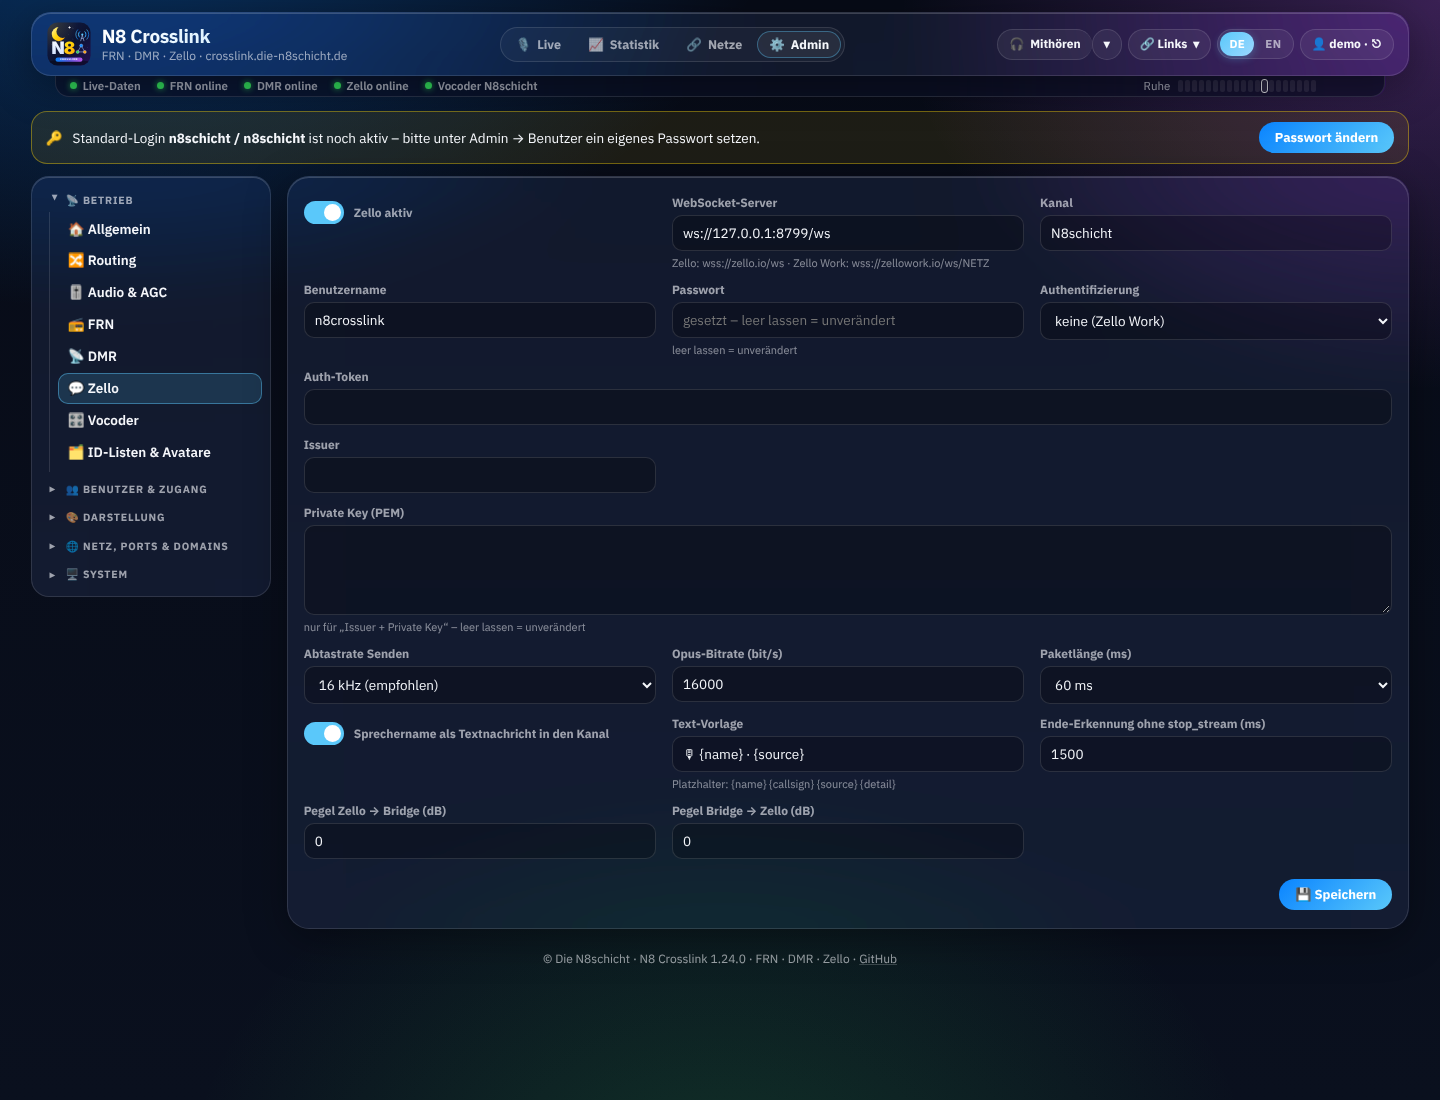 N8 Crosslink
FRN · DMR · Zello · crosslink.die-n8schicht.de
Live
Statistik
Netze
Admin
Mithören
▼
Links ▼
DE
EN
demo ·
Live-Daten
FRN online
DMR online
Zello online
Vocoder N8schicht
Ruhe
Standard-Login n8schicht / n8schicht ist noch aktiv – bitte unter Admin → Benutzer ein eigenes Passwort setzen.
Passwort ändern
BETRIEB
Allgemein
Routing
Audio & AGC
FRN
DMR
Zello
Vocoder
ID-Listen & Avatare
BENUTZER & ZUGANG
DARSTELLUNG
NETZ, PORTS & DOMAINS
SYSTEM
Zello aktiv
WebSocket-Server
ws://127.0.0.1:8799/ws
Zello: wss://zello.io/ws · Zello Work: wss://zellowork.io/ws/NETZ
Kanal
N8schicht
Benutzername
n8crosslink
Passwort
gesetzt – leer lassen = unverändert
leer lassen = unverändert
Authentifizierung
keine (Zello Work)
Auth-Token
Issuer
Private Key (PEM)
nur für „Issuer + Private Key“ – leer lassen = unverändert
Abtastrate Senden
16 kHz (empfohlen)
Opus-Bitrate (bit/s)
16000
Paketlänge (ms)
60 ms
Sprechername als Textnachricht in den Kanal
Text-Vorlage
🎙 {name} · {source}
Platzhalter: {name} {callsign} {source} {detail}
Ende-Erkennung ohne stop_stream (ms)
1500
Pegel Zello → Bridge (dB)
0
Pegel Bridge → Zello (dB)
0
Speichern
© Die N8schicht · N8 Crosslink 1.24.0 · FRN · DMR · Zello · GitHub